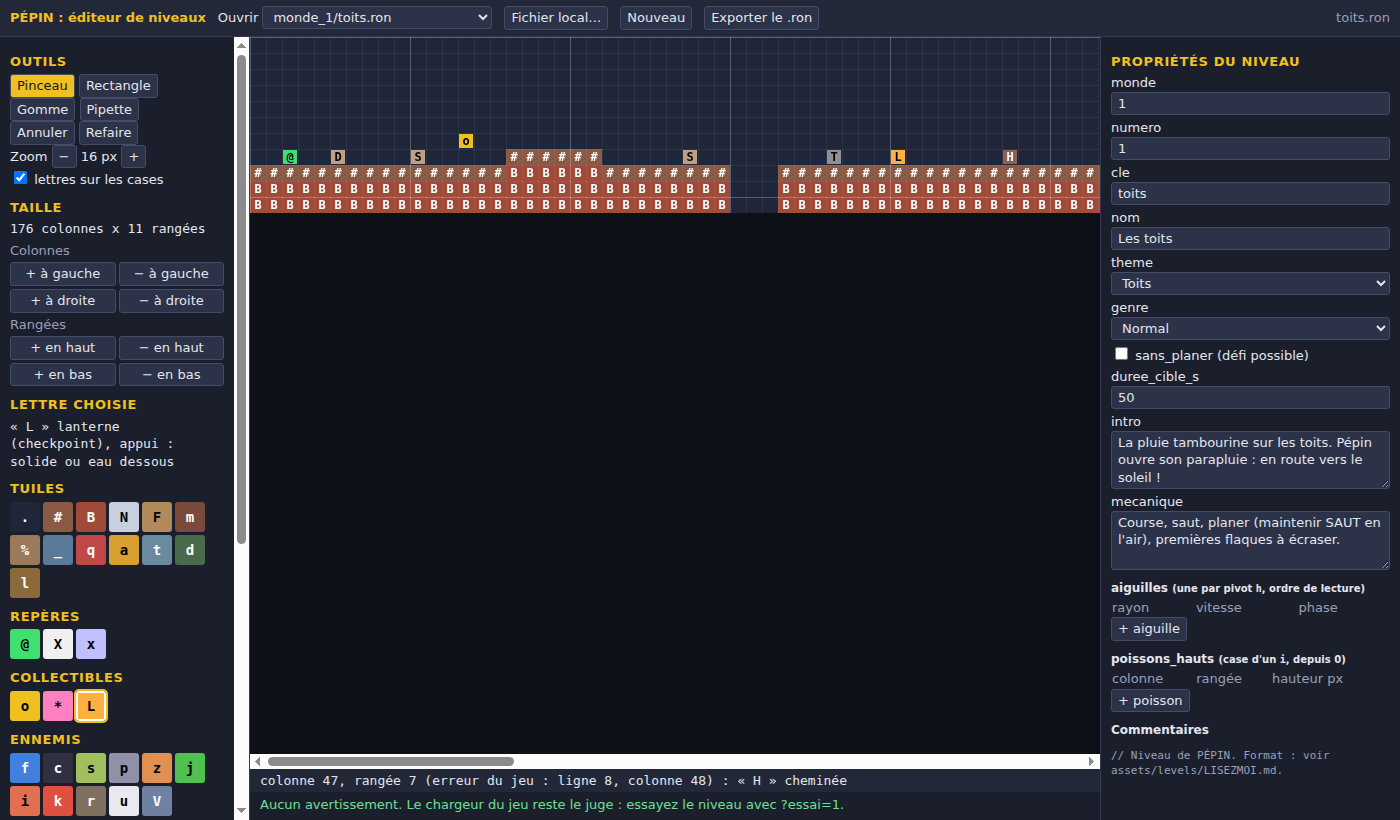 PÉPIN : éditeur de niveaux Ouvrir monde_1/toits.ron Fichier local... Nouveau Exporter le .ron toits.ron
OUTILS
Pinceau Rectangle
Gomme Pipette
Annuler Refaire
Zoom − 16 px +
lettres sur les cases
TAILLE
176 colonnes x 11 rangées
Colonnes
+ à gauche − à gauche
+ à droite − à droite
Rangées
+ en haut − en haut
+ en bas − en bas
LETTRE CHOISIE
« L » lanterne
(checkpoint), appui :
solide ou eau dessous
TUILES
. # B N F m
% _ q a t d
l
REPÈRES
@ X x
COLLECTIBLES
o * L
ENNEMIS
f c s p z j
i k r u V
o
@ D S # # # # # # S T L H
# # # # # # # # # # # # # # # # B B B B B B # # # # # # # # # # # # # # # # # # # # # # # # # # # #
B B B B B B B B B B B B B B B B B B B B B B B B B B B B B B B B B B B B B B B B B B B B B B B B B B
B B B B B B B B B B B B B B B B B B B B B B B B B B B B B B B B B B B B B B B B B B B B B B B B B B
colonne 47, rangée 7 (erreur du jeu : ligne 8, colonne 48) : « H » cheminée
Aucun avertissement. Le chargeur du jeu reste le juge : essayez le niveau avec ?essai=1.
PROPRIÉTÉS DU NIVEAU
monde
1
numero
1
cle
toits
nom
Les toits
theme
Toits
genre
Normal
sans_planer (défi possible)
duree_cible_s
50
intro
La pluie tambourine sur les toits. Pépin
ouvre son parapluie : en route vers le
soleil !
mecanique
Course, saut, planer (maintenir SAUT en
l'air), premières flaques à écraser.
aiguilles (une par pivot h, ordre de lecture)
rayon vitesse phase
+ aiguille
poissons_hauts (case d'un i, depuis 0)
colonne rangée hauteur px
+ poisson
Commentaires
// Niveau de PÉPIN. Format : voir
assets/levels/LISEZMOI.md.